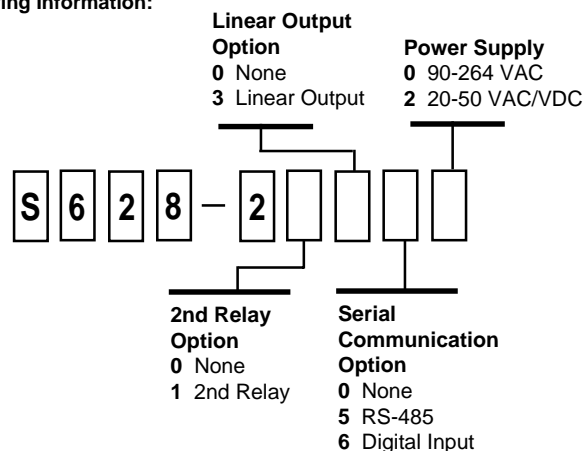 ing Information:
Linear Output
Option
0 None
3 Linear Output
Power Supply
0 90-264 VAC
2 20-50 VAC/VDC
S 6 2 8 – 2
2nd Relay
Option
0 None
1 2nd Relay
Serial
Communication
Option
0 None
5 RS-485
6 Digital Input